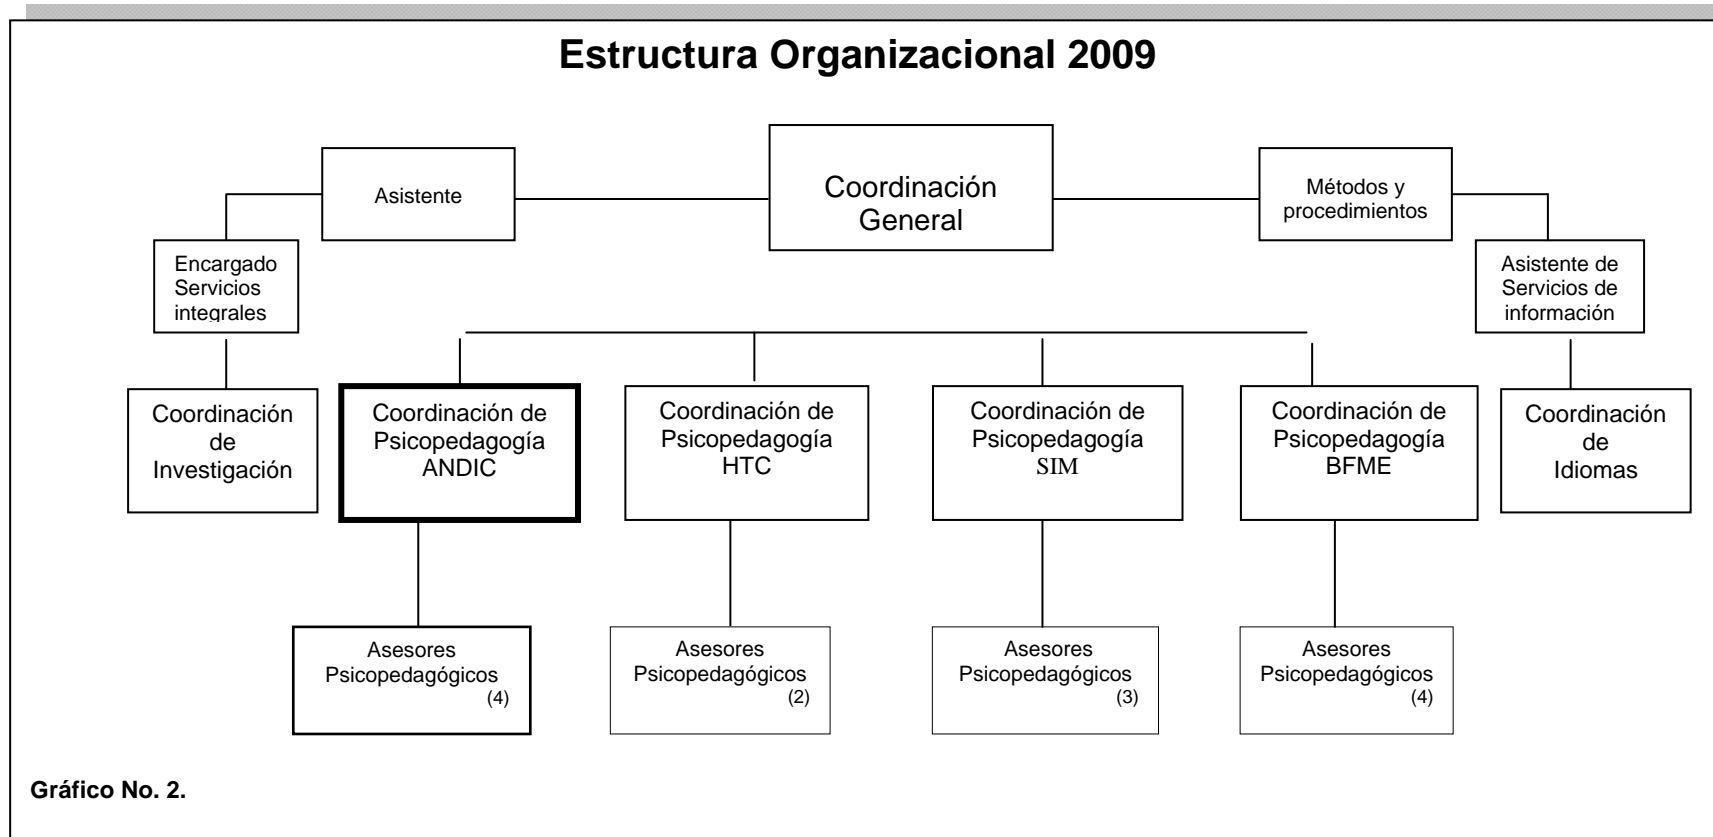 Estructura Organizacional 2009
Asistente
Coordinación
General
Métodos y
procedimientos
Encargado
Servicios
integrales
Asistente de
Servicios de
información
Coordinación
de
Investigación
Coordinación de
Psicopedagogía
ANDIC
Coordinación de
Psicopedagogía
HTC
Coordinación de
Psicopedagogía
SIM
Coordinación de
Psicopedagogía
BFME
Coordinación
de
Idiomas
Asesores
Psicopedagógicos
(4)
Asesores
Psicopedagógicos
(2)
Asesores
Psicopedagógicos
(3)
Asesores
Psicopedagógicos
(4)
Gráfico No. 2.